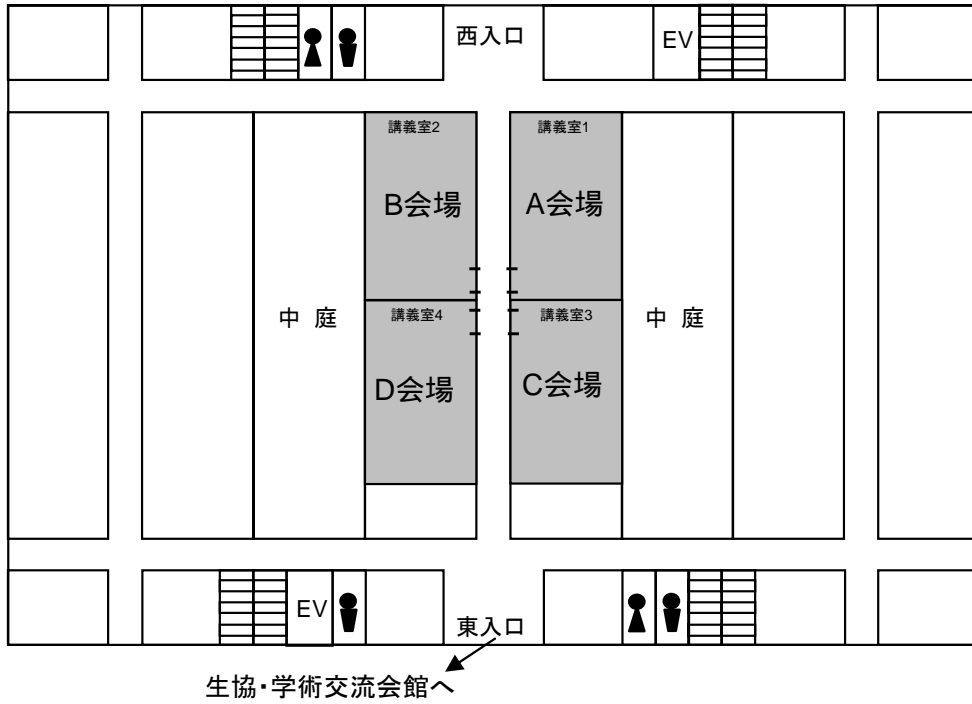 西入口
EV
講義室2
講義室1
B会場
A会場
中 庭
講義室4
講義室3
中 庭
D会場
C会場
EV
東入口
生協・学術交流会館へ